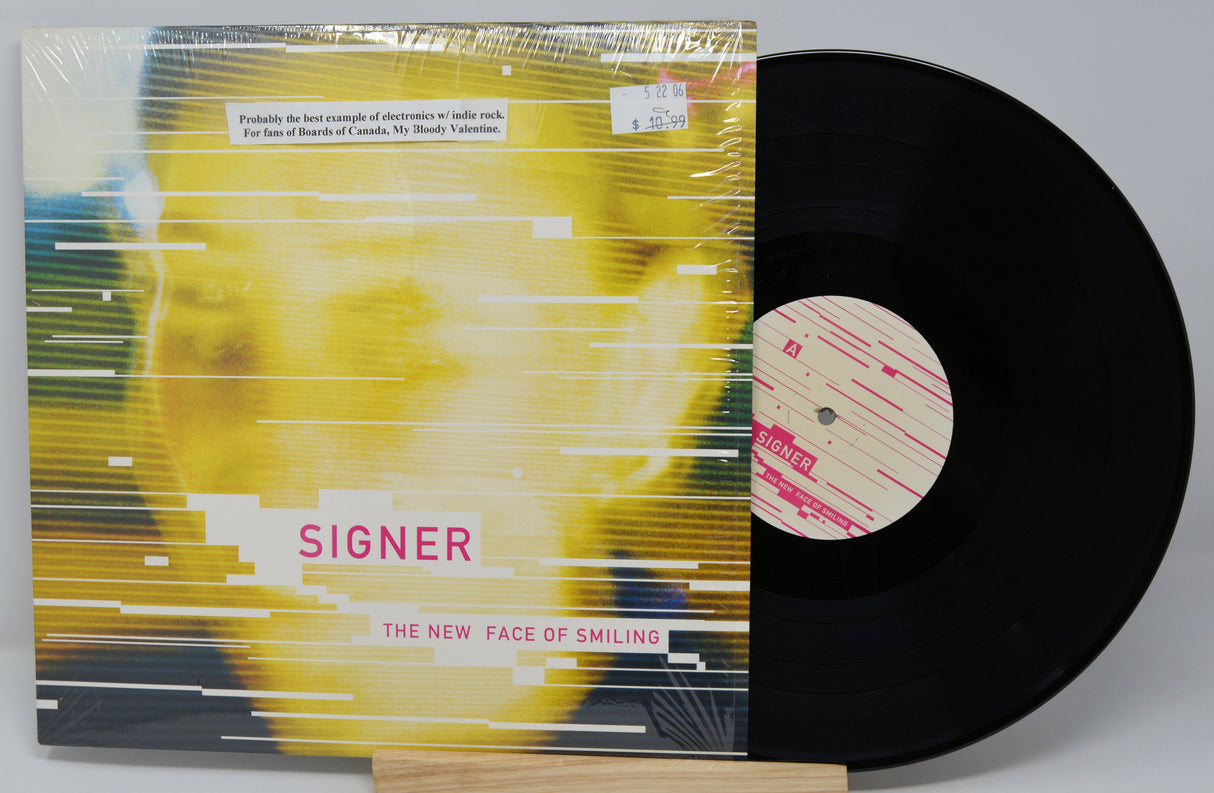 Probably the best example of electronics w/ indie rock.
For fans of Boards of Canada, My Bloody Valentine.
- 5 22 06
$ 10.99
SIGNER
THE NEW FACE OF SMILING
A
SIGNER
THE NEW FACE OF SMILING